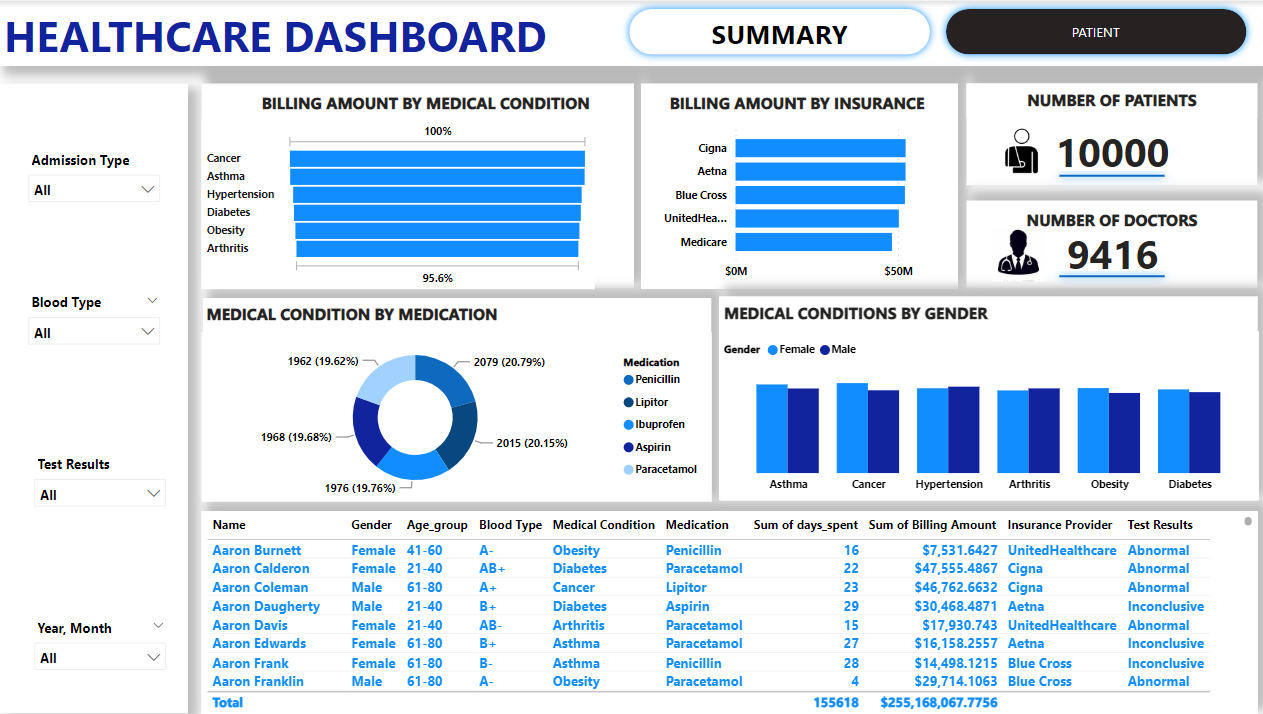 HEALTHCARE DASHBOARD
SUMMARY
PATIENT
Admission Type
All
Blood Type
All
Test Results
All
Year, Month
All
BILLING AMOUNT BY MEDICAL CONDITION
100%
Cancer
Asthma
Hypertension
Diabetes
Obesity
Arthritis
95.6%
BILLING AMOUNT BY INSURANCE
Cigna
Aetna
Blue Cross
UnitedHea...
Medicare
$0M $50M
NUMBER OF PATIENTS
10000
NUMBER OF DOCTORS
9416
MEDICAL CONDITION BY MEDICATION
1962 (19.62%)
2079 (20.79%)
1968 (19.68%)
2015 (20.15%)
1976 (19.76%)
Medication
Penicillin
Lipitor
Ibuprofen
Aspirin
Paracetamol
MEDICAL CONDITIONS BY GENDER
Gender Female Male
Asthma Cancer Hypertension Arthritis Obesity Diabetes
Name Gender Age_group Blood Type Medical Condition Medication Sum of days_spent Sum of Billing Amount Insurance Provider Test Results
Aaron Burnett Female 41-60 A- Obesity Penicillin 16 $7,531.6427 UnitedHealthcare Abnormal
Aaron Calderon Female 21-40 AB+ Diabetes Paracetamol 22 $47,555.4867 Cigna Abnormal
Aaron Coleman Male 61-80 A+ Cancer Lipitor 23 $46,762.6632 Cigna Abnormal
Aaron Daugherty Male 21-40 B+ Diabetes Aspirin 29 $30,468.4871 Aetna Inconclusive
Aaron Davis Female 21-40 AB- Arthritis Paracetamol 15 $17,930.743 UnitedHealthcare Abnormal
Aaron Edwards Female 61-80 B+ Asthma Paracetamol 27 $16,158.2557 Aetna Inconclusive
Aaron Frank Female 61-80 B- Asthma Penicillin 28 $14,498.1215 Blue Cross Inconclusive
Aaron Franklin Male 61-80 A- Obesity Paracetamol 4 $29,714.1063 Blue Cross Abnormal
Total 155618 $255,168,067.7756